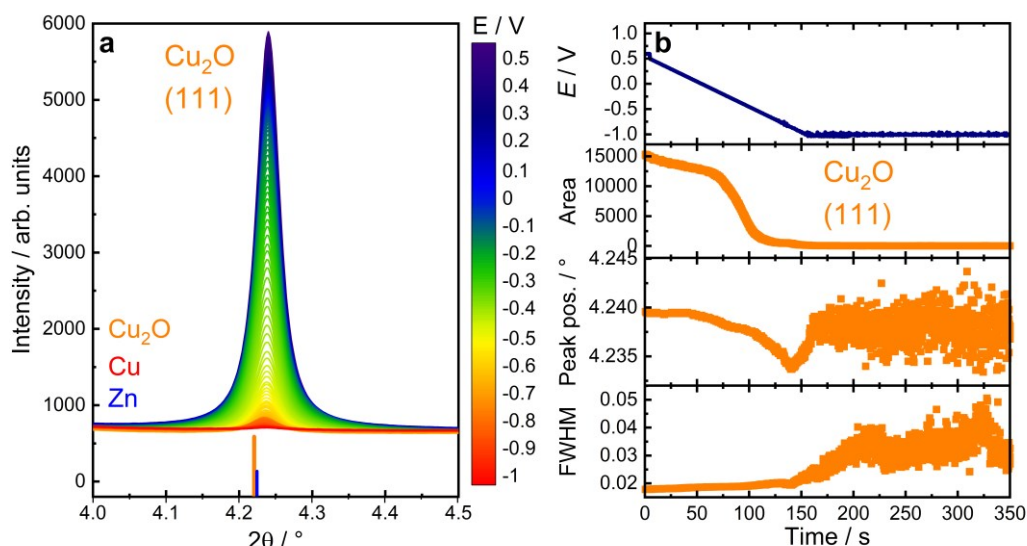 a
Cu₂O
(111)
Cu₂O
Cu
Zn
Intensity / arb. units
6000
5000
4000
3000
2000
1000
0
4.0 4.1 4.2 4.3 4.4 4.5
2θ / °
E / V
0.5
0.4
0.3
0.2
0.1
0
-0.1
-0.2
-0.3
-0.4
-0.5
-0.6
-0.7
-0.8
-0.9
-1
b
E / V
1.0
0.5
0.0
-0.5
-1.0
Area
15000
10000
5000
0
Cu₂O
(111)
Peak pos. / °
4.245
4.240
4.235
FWHM
0.05
0.04
0.03
0.02
0 50 100 150 200 250 300 350
Time / s